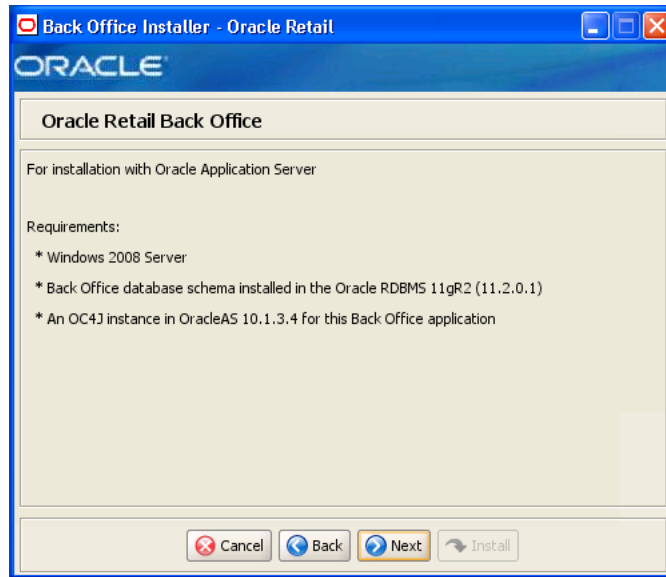 Back Office Installer - Oracle Retail
ORACLE
Oracle Retail Back Office
For installation with Oracle Application Server
Requirements:
* Windows 2008 Server
* Back Office database schema installed in the Oracle RDBMS 11gR2 (11.2.0.1)
* An OC4J instance in OracleAS 10.1.3.4 for this Back Office application
Cancel Back Next Install